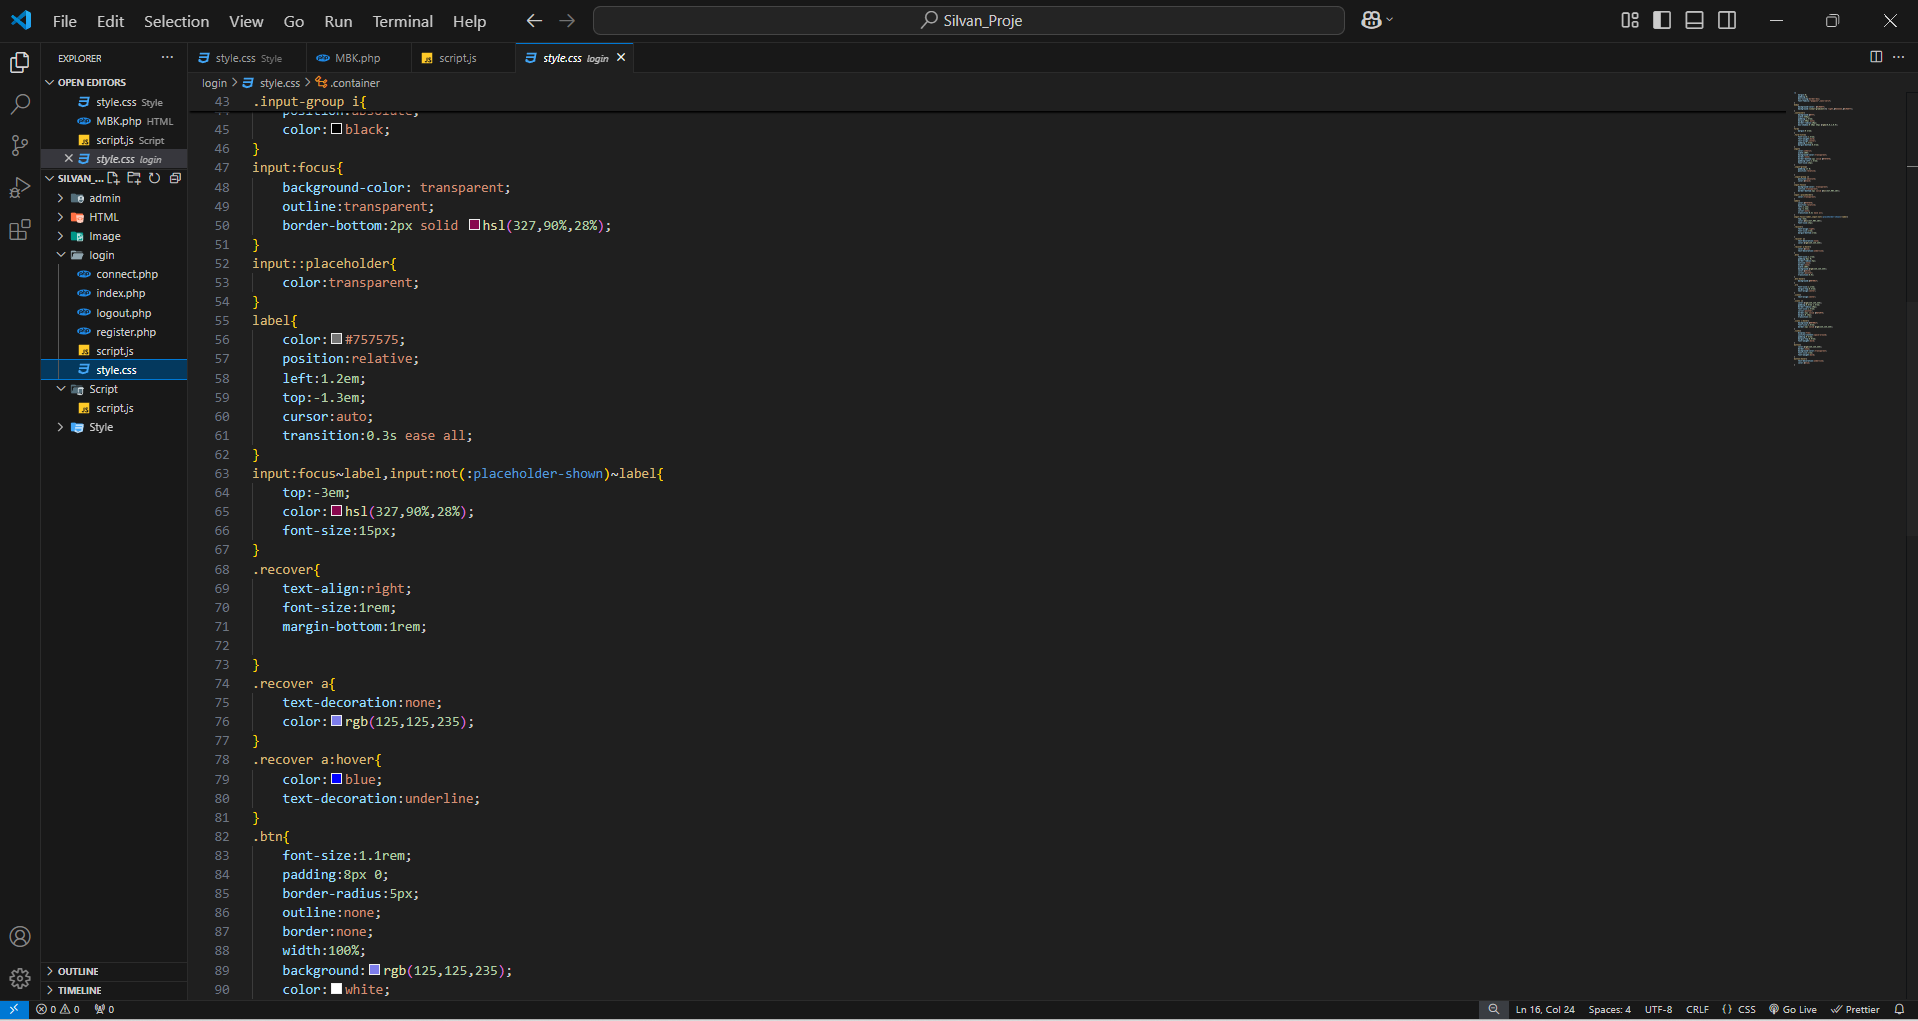 File Edit Selection View Go Run Terminal Help
Silvan_Proje
EXPLORER
OPEN EDITORS
style.css Style
MBK.php HTML
script.js Script
style.css login
SILVAN_...
admin
HTML
Image
login
connect.php
index.php
logout.php
register.php
script.js
style.css
Script
script.js
Style
OUTLINE
TIMELINE
style.css Style MBK.php script.js style.css login
login > style.css > .container
43 .input-group i{
position:absolute;
45 color:black;
46 }
47 input:focus{
48 background-color: transparent;
49 outline:transparent;
50 border-bottom:2px solid hsl(327,90%,28%);
51 }
52 input::placeholder{
53 color:transparent;
54 }
55 label{
56 color:#757575;
57 position:relative;
58 left:1.2em;
59 top:-1.3em;
60 cursor:auto;
61 transition:0.3s ease all;
62 }
63 input:focus~label,input:not(:placeholder-shown)~label{
64 top:-3em;
65 color:hsl(327,90%,28%);
66 font-size:15px;
67 }
68 .recover{
69 text-align:right;
70 font-size:1rem;
71 margin-bottom:1rem;
72
73 }
74 .recover a{
75 text-decoration:none;
76 color:rgb(125,125,235);
77 }
78 .recover a:hover{
79 color:blue;
80 text-decoration:underline;
81 }
82 .btn{
83 font-size:1.1rem;
84 padding:8px 0;
85 border-radius:5px;
86 outline:none;
87 border:none;
88 width:100%;
89 background:rgb(125,125,235);
90 color:white;
0 0 0 Ln 16, Col 24 Spaces: 4 UTF-8 CRLF {} CSS Go Live Prettier